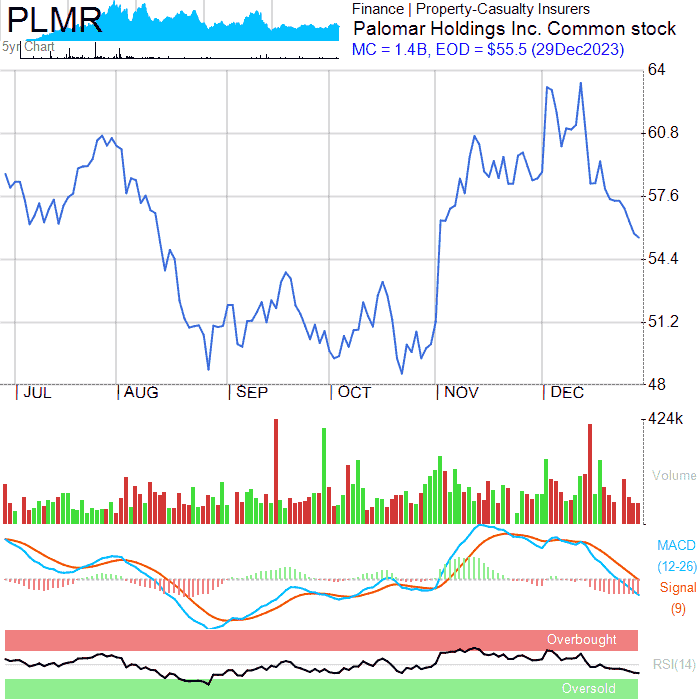 PLMR
5yr Chart
Finance | Property-Casualty Insurers
Palomar Holdings Inc. Common stock
MC = 1.4B, EOD = $55.5 (29Dec2023)
64
60.8
57.6
54.4
51.2
48
JUL AUG SEP OCT NOV DEC
424k
Volume
MACD
(12-26)
Signal
(9)
Overbought
RSI(14)
Oversold